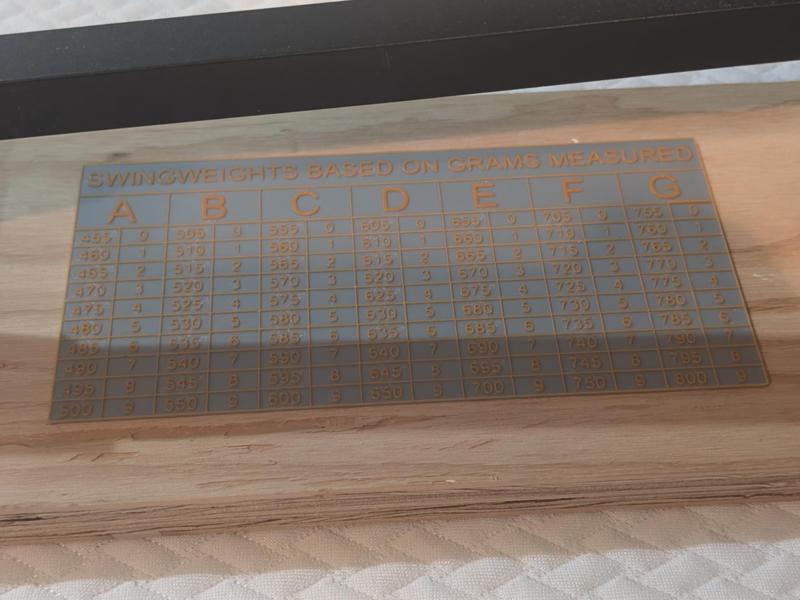 SWINGWEIGHTS BASED ON GRAMS MEASURED
A B C D E F G
455 0 505 0 555 0 605 0 655 0 705 0 755 0
460 1 510 1 560 1 610 1 660 1 710 1 760 1
465 2 515 2 565 2 615 2 665 2 715 2 765 2
470 3 520 3 570 3 620 3 670 3 720 3 770 3
475 4 525 4 575 4 625 4 675 4 725 4 775 4
480 5 530 5 580 5 630 5 680 5 730 5 780 5
485 6 535 6 585 6 635 6 685 6 735 6 785 6
490 7 540 7 590 7 640 7 690 7 740 7 790 7
495 8 545 8 595 8 645 8 695 8 745 8 795 8
500 9 550 9 600 9 650 9 700 9 750 9 800 9